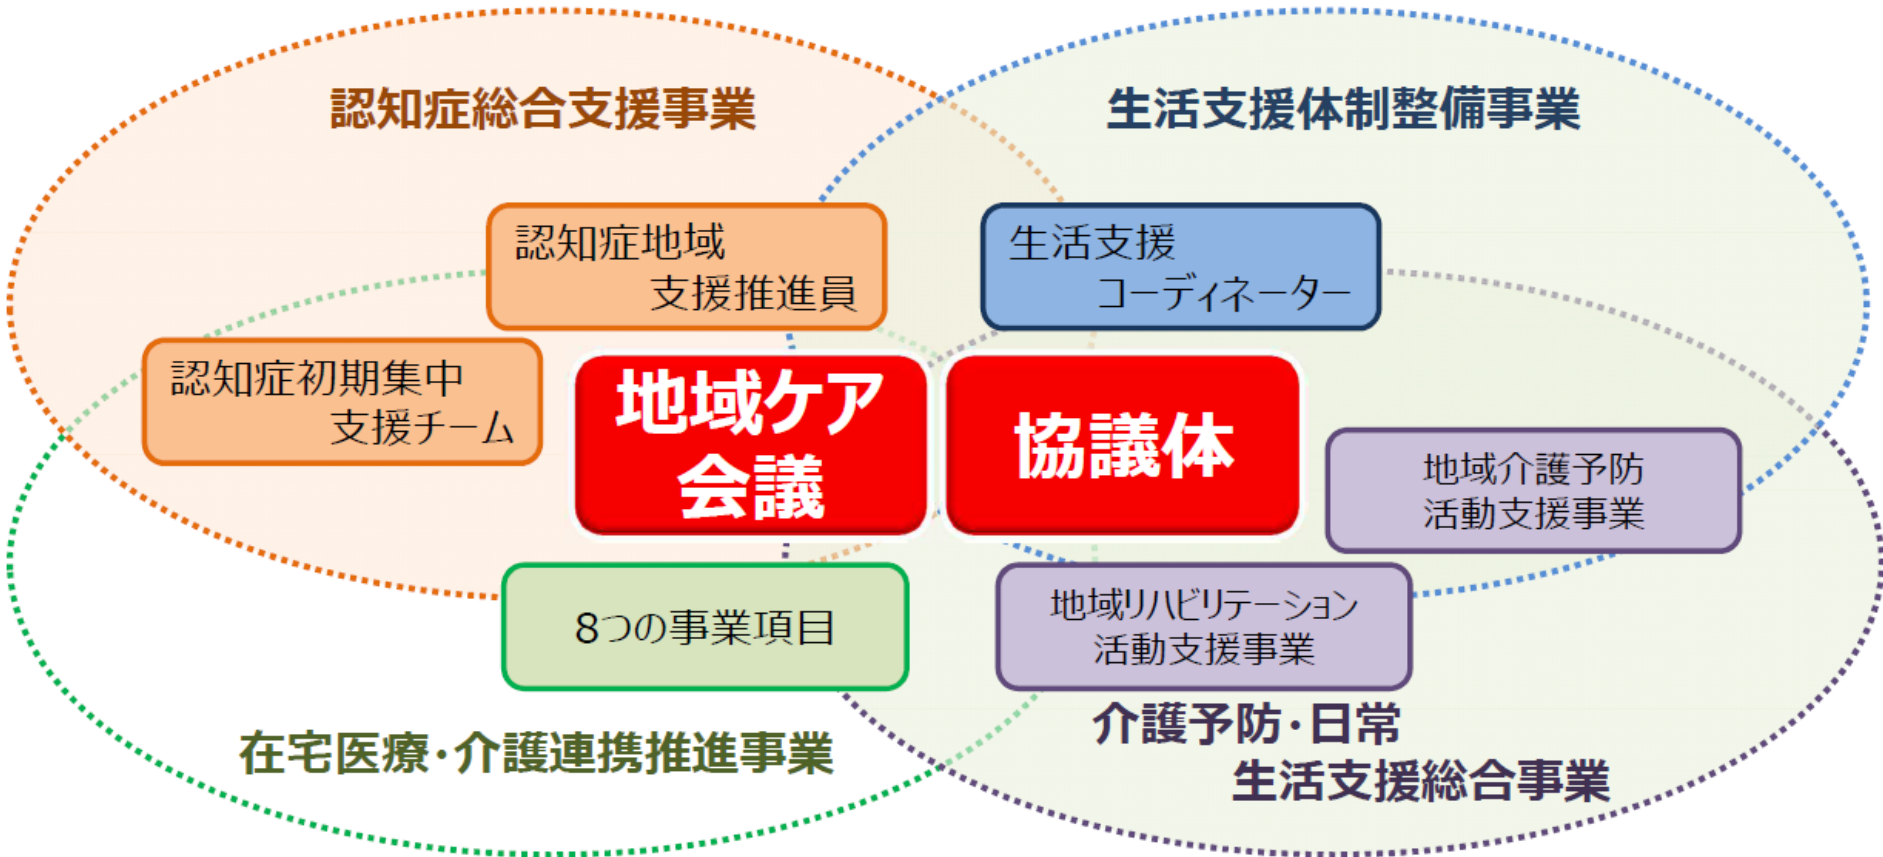 認知症総合支援事業
生活支援体制整備事業
認知症地域
支援推進員
生活支援
コーディネーター
認知症初期集中
支援チーム
地域ケア
会議
協議体
地域介護予防
活動支援事業
8つの事業項目
地域リハビリテーション
活動支援事業
在宅医療・介護連携推進事業
介護予防・日常
生活支援総合事業